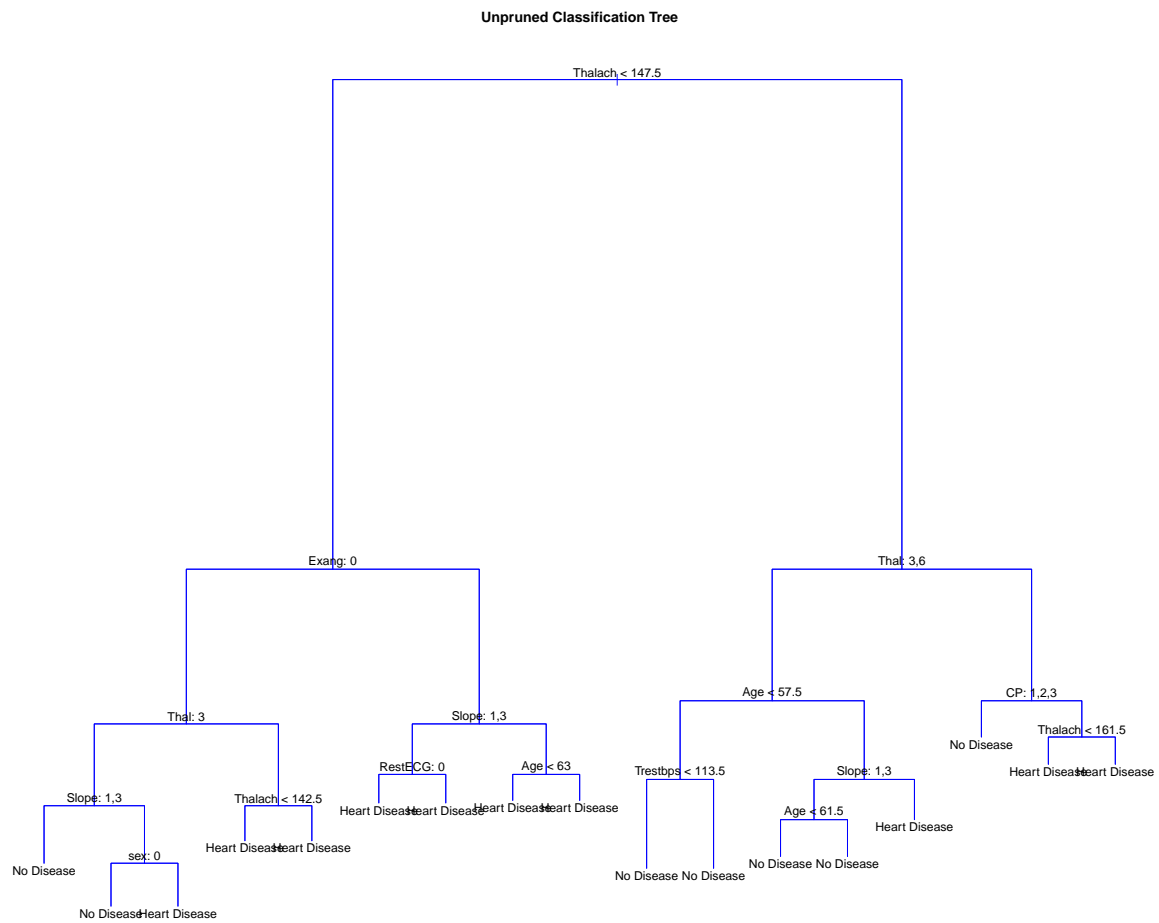 Unpruned Classification Tree
Thalach < 147.5
Exang: 0
Thal: 3,6
Thal: 3
Slope: 1,3
Age < 57.5
CP: 1,2,3
Slope: 1,3
Thalach < 142.5
RestECG: 0
Age < 63
Trestbps < 113.5
Slope: 1,3
No Disease
Thalach < 161.5
No Disease
sex: 0
Heart Disease
Heart Disease
Heart Disease
Heart Disease
Heart Disease
Heart Disease
No Disease
No Disease
Age < 61.5
Heart Disease
Heart Disease
Heart Disease
No Disease
Heart Disease
No Disease
No Disease